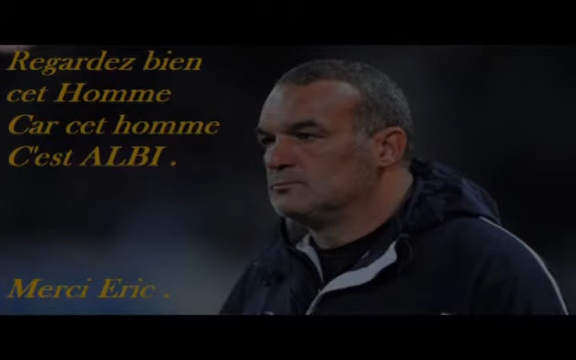 Regardez bien
cet Homme
Car cet homme
C'est ALBI .
Merci Eric .